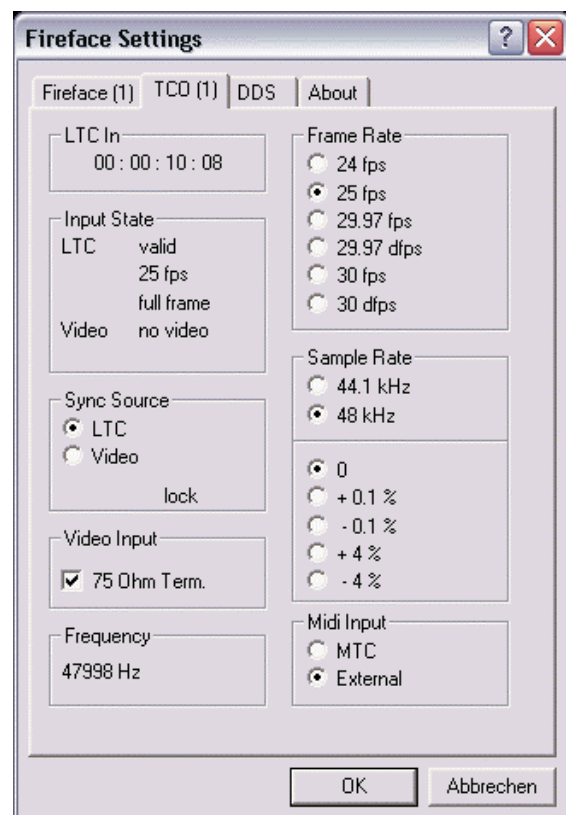 Fireface Settings
Fireface (1) TCO (1) DDS About
LTC In
00 : 00 : 10 : 08
Input State
LTC valid
25 fps
full frame
Video no video
Sync Source
LTC
Video
lock
Video Input
75 Ohm Term.
Frequency
47998 Hz
Frame Rate
24 fps
25 fps
29.97 fps
29.97 dfps
30 fps
30 dfps
Sample Rate
44.1 kHz
48 kHz
0
+ 0.1 %
- 0.1 %
+ 4 %
- 4 %
Midi Input
MTC
External
OK Abbrechen